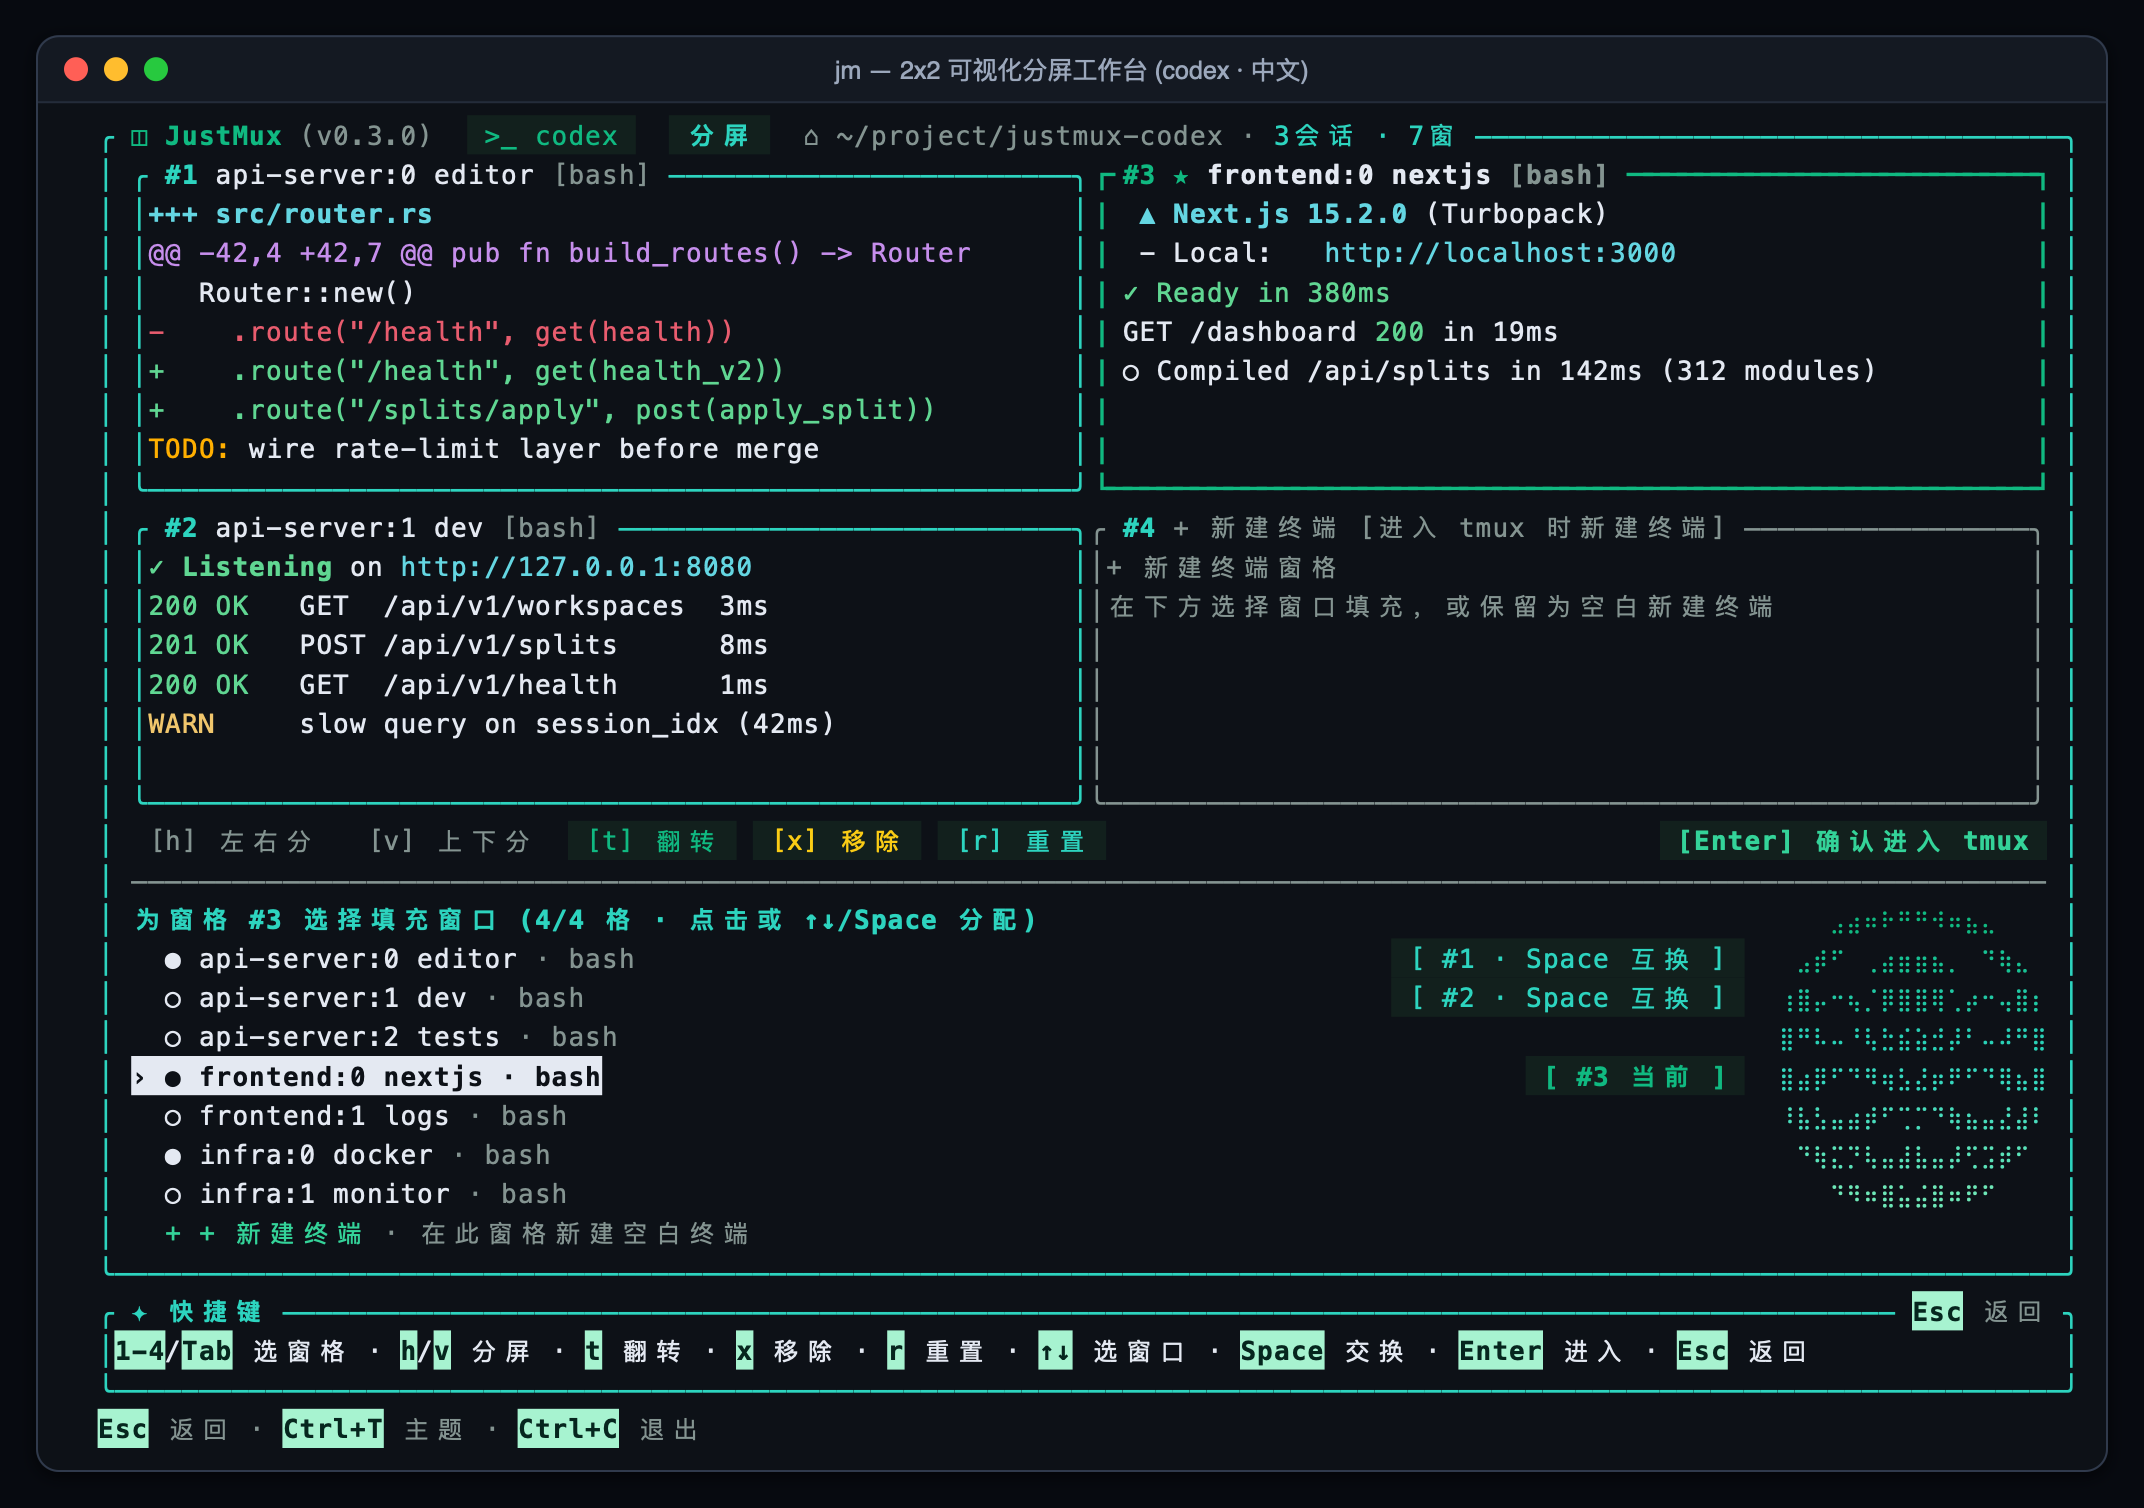 jm — 2x2 可视化分屏工作台 (codex · 中文)
JustMux (v0.3.0) >_ codex 分屏 ⌂ ~/project/justmux-codex · 3会话 · 7窗
#1 api-server:0 editor [bash]
+++ src/router.rs
@@ -42,4 +42,7 @@ pub fn build_routes() -> Router
Router::new()
-    .route("/health", get(health))
+    .route("/health", get(health_v2))
+    .route("/splits/apply", post(apply_split))
TODO: wire rate-limit layer before merge
#3 ★ frontend:0 nextjs [bash]
▲ Next.js 15.2.0 (Turbopack)
- Local:   http://localhost:3000
✓ Ready in 380ms
GET /dashboard 200 in 19ms
○ Compiled /api/splits in 142ms (312 modules)
#2 api-server:1 dev [bash]
✓ Listening on http://127.0.0.1:8080
200 OK   GET  /api/v1/workspaces  3ms
201 OK   POST /api/v1/splits      8ms
200 OK   GET  /api/v1/health      1ms
WARN     slow query on session_idx (42ms)
#4 + 新建终端 [进入 tmux 时新建终端]
+ 新建终端窗格
在下方选择窗口填充, 或保留为空白新建终端
[h] 左右分 [v] 上下分 [t] 翻转 [x] 移除 [r] 重置 [Enter] 确认进入 tmux
为窗格 #3 选择填充窗口 (4/4 格 · 点击或 ↑↓/Space 分配)
● api-server:0 editor · bash [ #1 · Space 互换 ]
○ api-server:1 dev · bash [ #2 · Space 互换 ]
○ api-server:2 tests · bash
› ● frontend:0 nextjs · bash [ #3 当前 ]
○ frontend:1 logs · bash
● infra:0 docker · bash
○ infra:1 monitor · bash
+ + 新建终端 · 在此窗格新建空白终端
✦ 快捷键 Esc 返回
1-4/Tab 选窗格 · h/v 分屏 · t 翻转 · x 移除 · r 重置 · ↑↓ 选窗口 · Space 交换 · Enter 进入 · Esc 返回
Esc 返回 · Ctrl+T 主题 · Ctrl+C 退出